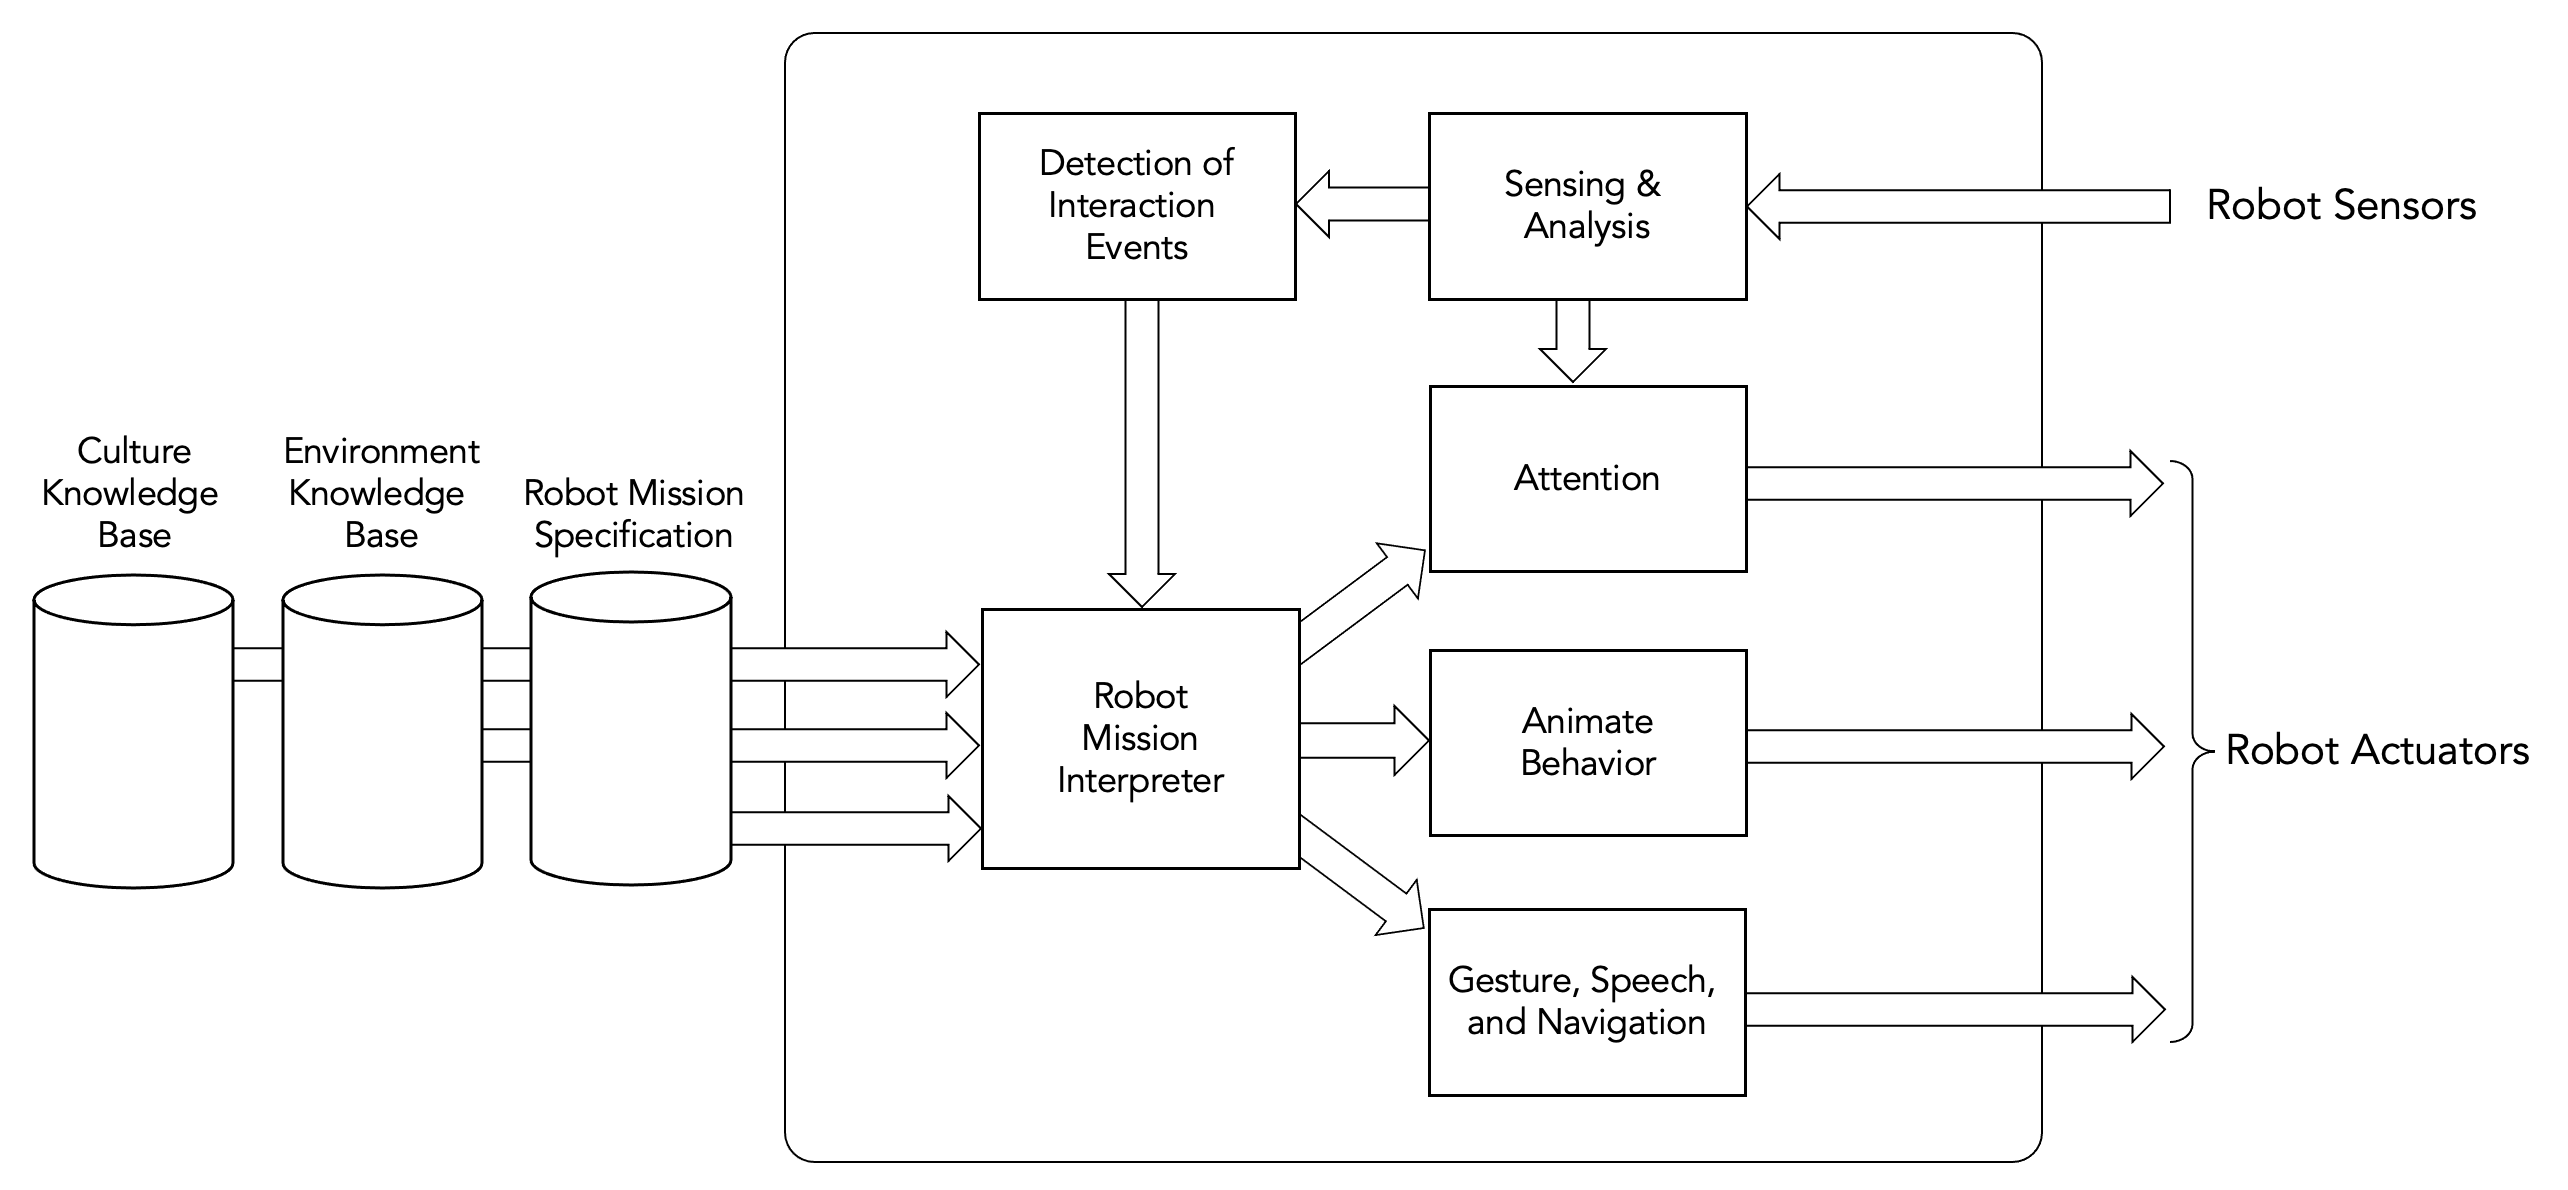 Detection of
Interaction
Events
Sensing &
Analysis
Robot Sensors
Culture
Knowledge
Base
Environment
Knowledge
Base
Robot Mission
Specification
Attention
Robot
Mission
Interpreter
Animate
Behavior
Robot Actuators
Gesture, Speech,
and Navigation